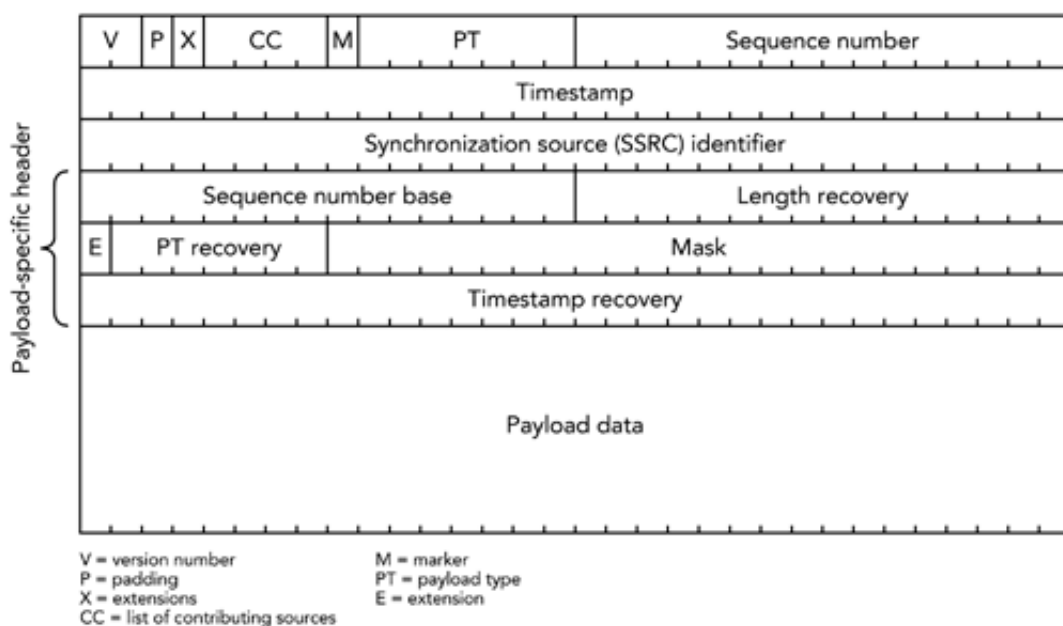 V P X CC M PT Sequence number
Timestamp
Synchronization source (SSRC) identifier
Payload-specific header
Sequence number base Length recovery
E PT recovery Mask
Timestamp recovery
Payload data
V = version number M = marker
P = padding PT = payload type
X = extensions E = extension
CC = list of contributing sources